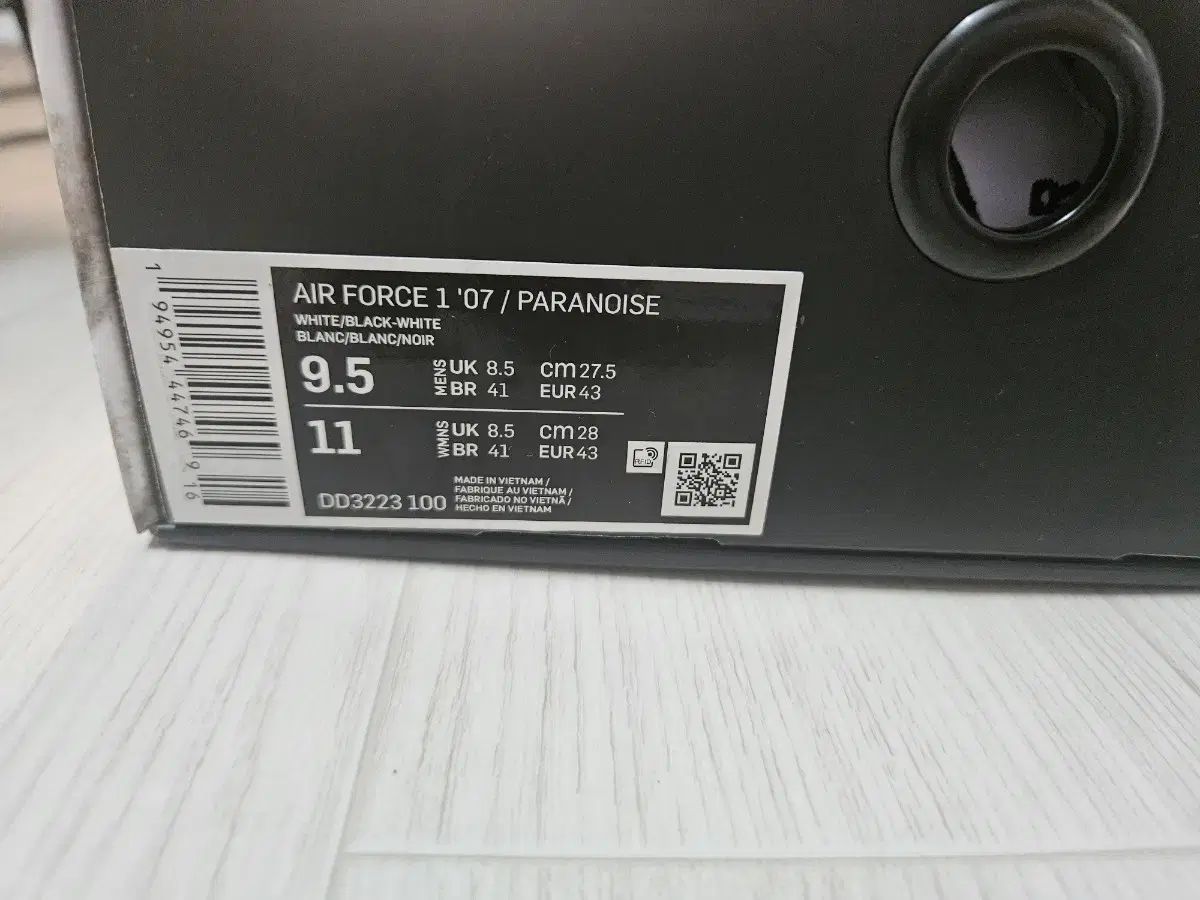 AIR FORCE 1 '07 / PARANOISE
WHITE/BLACK-WHITE
BLANC/BLANC/NOIR
9.5 MENS UK 8.5 cm 27.5
BR 41 EUR 43
11 WMNS UK 8.5 cm 28
BR 41 EUR 43
RFID
DD3223 100
MADE IN VIETNAM /
FABRIQUE AU VIETNAM /
FABRICADO NO VIETNÃ /
HECHO EN VIETNAM
1 94954 44746 9 16